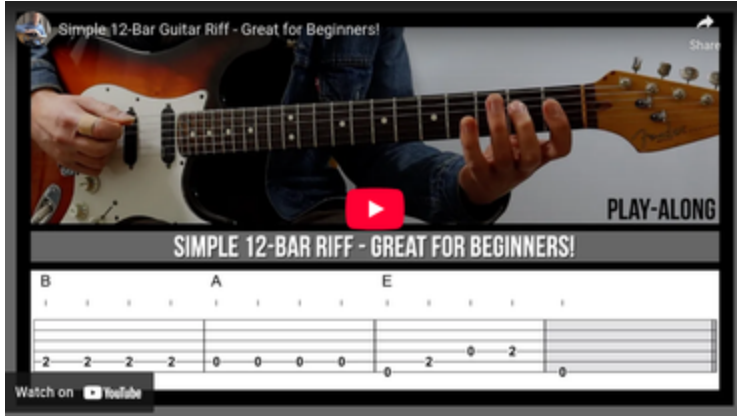 Simple 12-Bar Guitar Riff - Great for Beginners!
Share
Fender
PLAY-ALONG
SIMPLE 12-BAR RIFF - GREAT FOR BEGINNERS!
B A E
2 2 2 2 0 0 0 0 0 2 0 2 0
Watch on YouTube